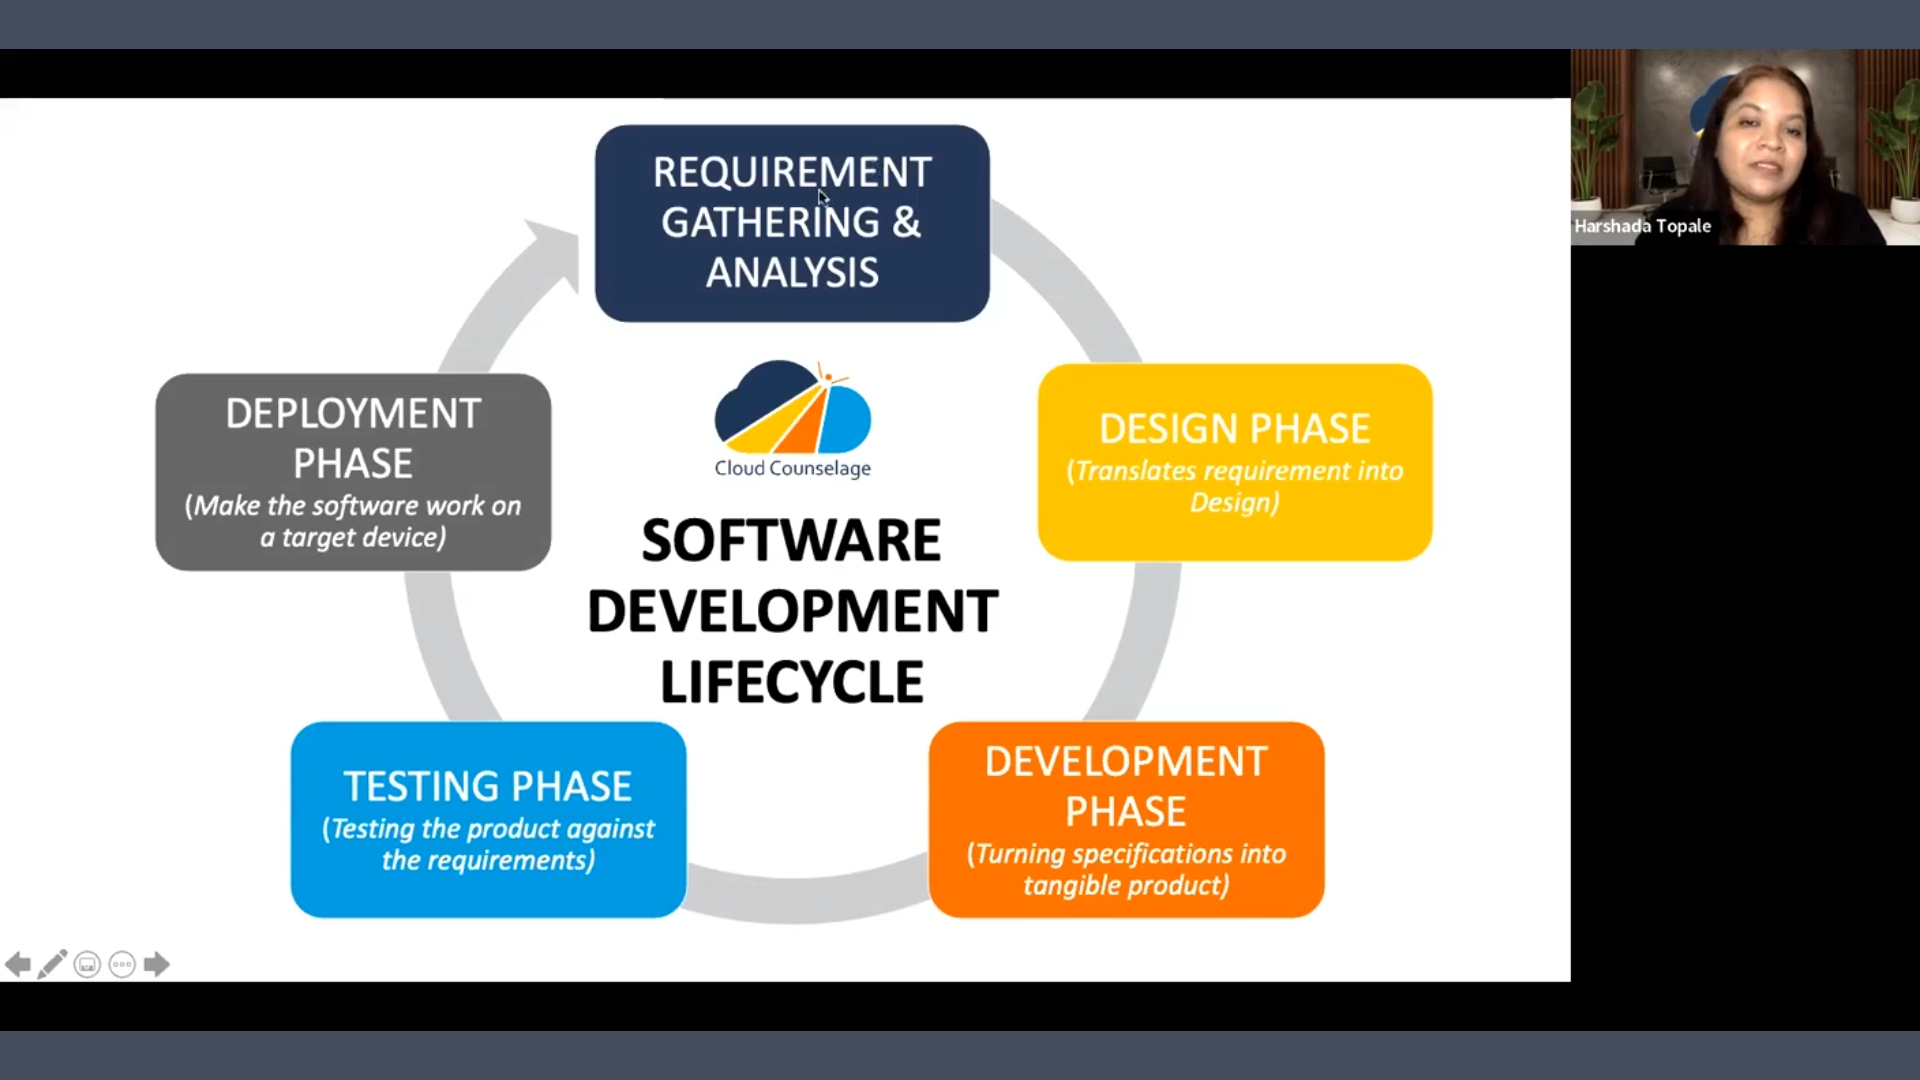 REQUIREMENT
GATHERING &
ANALYSIS
Harshada Topale
DEPLOYMENT
PHASE
(Make the software work on
a target device)
Cloud Counselage
DESIGN PHASE
(Translates requirement into
Design)
SOFTWARE
DEVELOPMENT
LIFECYCLE
TESTING PHASE
(Testing the product against
the requirements)
DEVELOPMENT
PHASE
(Turning specifications into
tangible product)